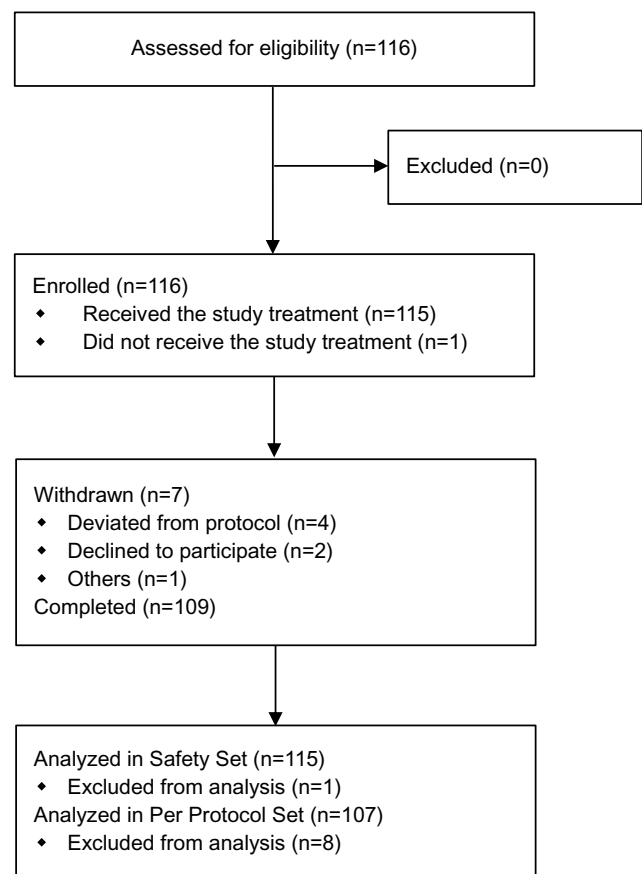 Assessed for eligibility (n=116)
Excluded (n=0)
Enrolled (n=116)
◆ Received the study treatment (n=115)
◆ Did not receive the study treatment (n=1)
Withdrawn (n=7)
◆ Deviated from protocol (n=4)
◆ Declined to participate (n=2)
◆ Others (n=1)
Completed (n=109)
Analyzed in Safety Set (n=115)
◆ Excluded from analysis (n=1)
Analyzed in Per Protocol Set (n=107)
◆ Excluded from analysis (n=8)